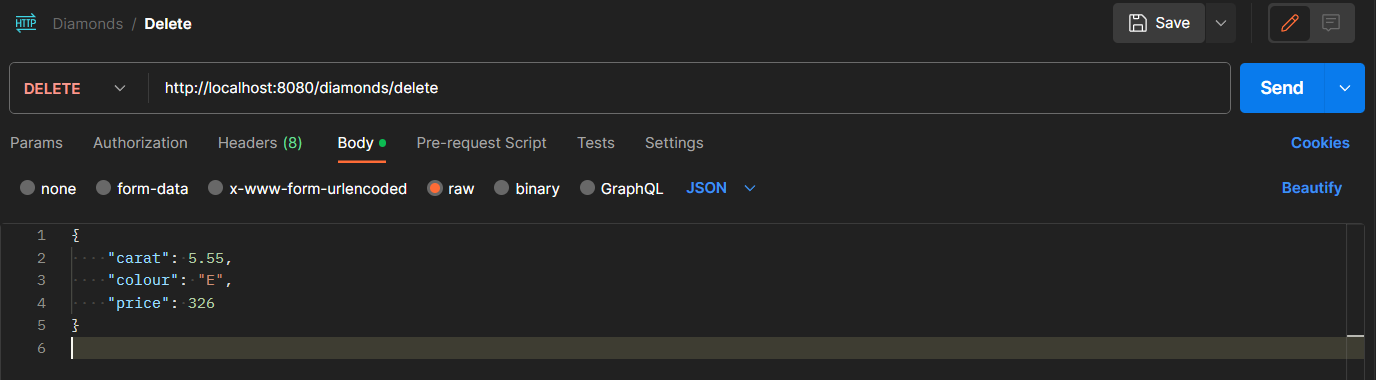 HTTP Diamonds / Delete Save
DELETE http://localhost:8080/diamonds/delete Send
Params Authorization Headers (8) Body Pre-request Script Tests Settings Cookies
none form-data x-www-form-urlencoded raw binary GraphQL JSON Beautify
1 {
2 "carat": 5.55,
3 "colour": "E",
4 "price": 326
5 }
6